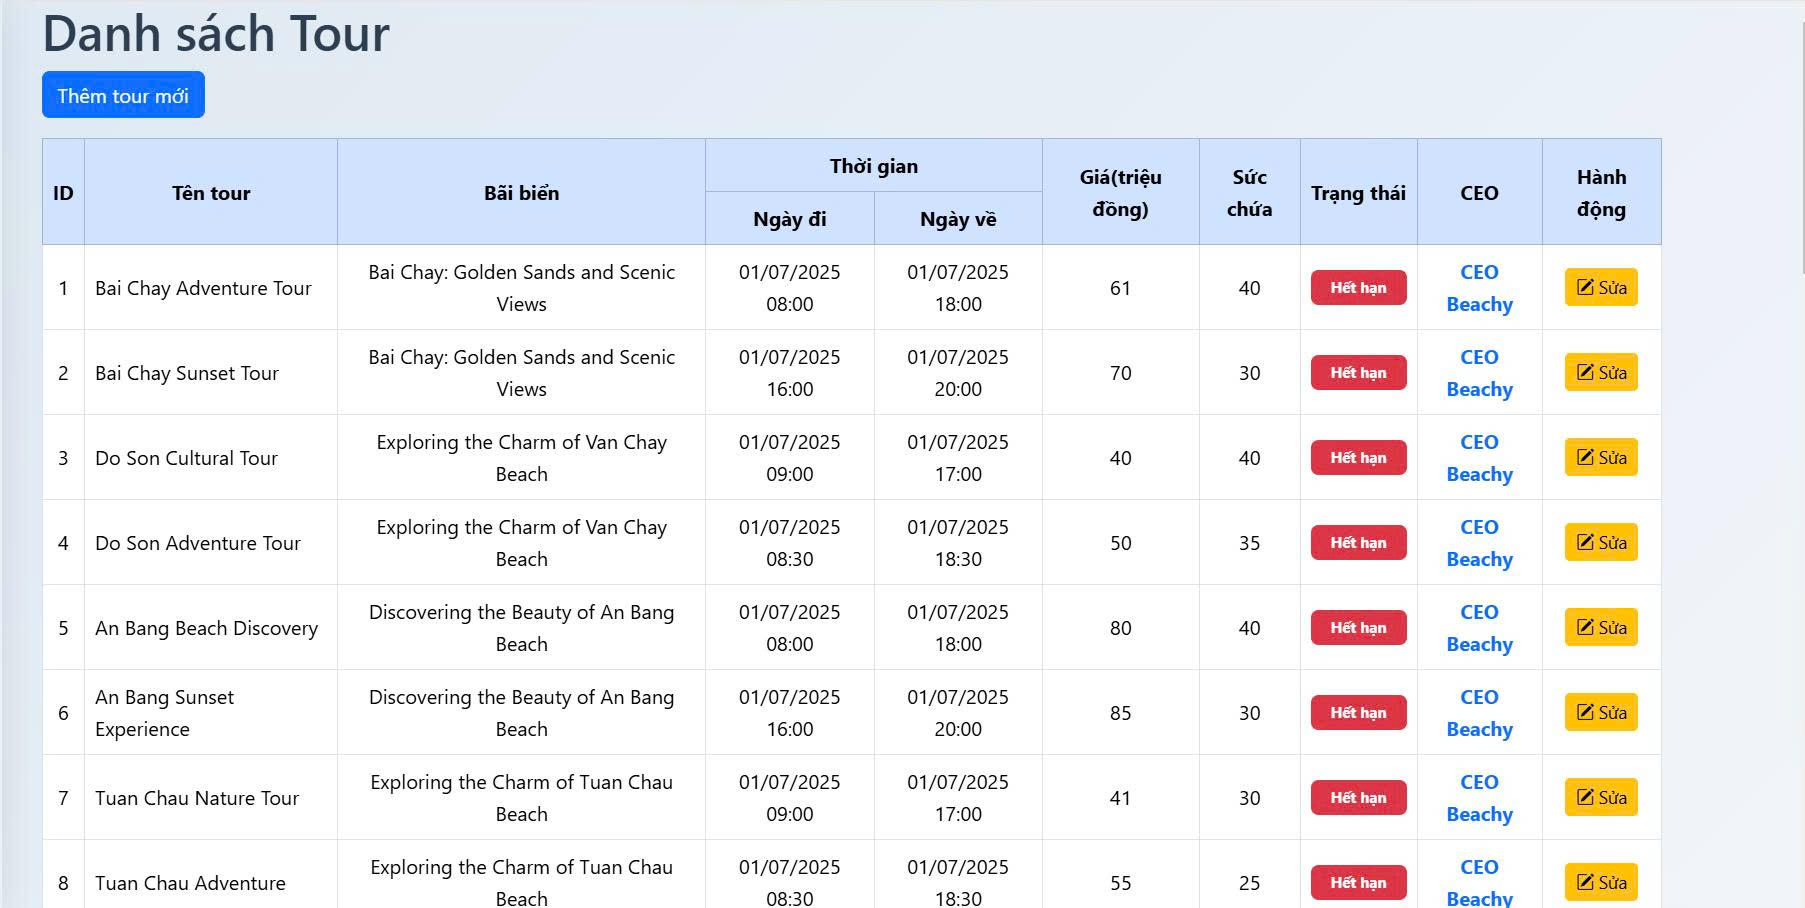 Danh sách Tour
Thêm tour mới
ID
Tên tour
Bãi biển
Thời gian
Ngày đi
Ngày về
Giá(triệu
đồng)
Sức
chứa
Trạng thái
CEO
Hành
động
1
Bai Chay Adventure Tour
Bai Chay: Golden Sands and Scenic
Views
01/07/2025
08:00
01/07/2025
18:00
61
40
Hết hạn
CEO
Beachy
Sửa
2
Bai Chay Sunset Tour
Bai Chay: Golden Sands and Scenic
Views
01/07/2025
16:00
01/07/2025
20:00
70
30
Hết hạn
CEO
Beachy
Sửa
3
Do Son Cultural Tour
Exploring the Charm of Van Chay
Beach
01/07/2025
09:00
01/07/2025
17:00
40
40
Hết hạn
CEO
Beachy
Sửa
4
Do Son Adventure Tour
Exploring the Charm of Van Chay
Beach
01/07/2025
08:30
01/07/2025
18:30
50
35
Hết hạn
CEO
Beachy
Sửa
5
An Bang Beach Discovery
Discovering the Beauty of An Bang
Beach
01/07/2025
08:00
01/07/2025
18:00
80
40
Hết hạn
CEO
Beachy
Sửa
6
An Bang Sunset
Experience
Discovering the Beauty of An Bang
Beach
01/07/2025
16:00
01/07/2025
20:00
85
30
Hết hạn
CEO
Beachy
Sửa
7
Tuan Chau Nature Tour
Exploring the Charm of Tuan Chau
Beach
01/07/2025
09:00
01/07/2025
17:00
41
30
Hết hạn
CEO
Beachy
Sửa
8
Tuan Chau Adventure
Exploring the Charm of Tuan Chau
Beach
01/07/2025
08:30
01/07/2025
18:30
55
25
Hết hạn
CEO
Beachy
Sửa